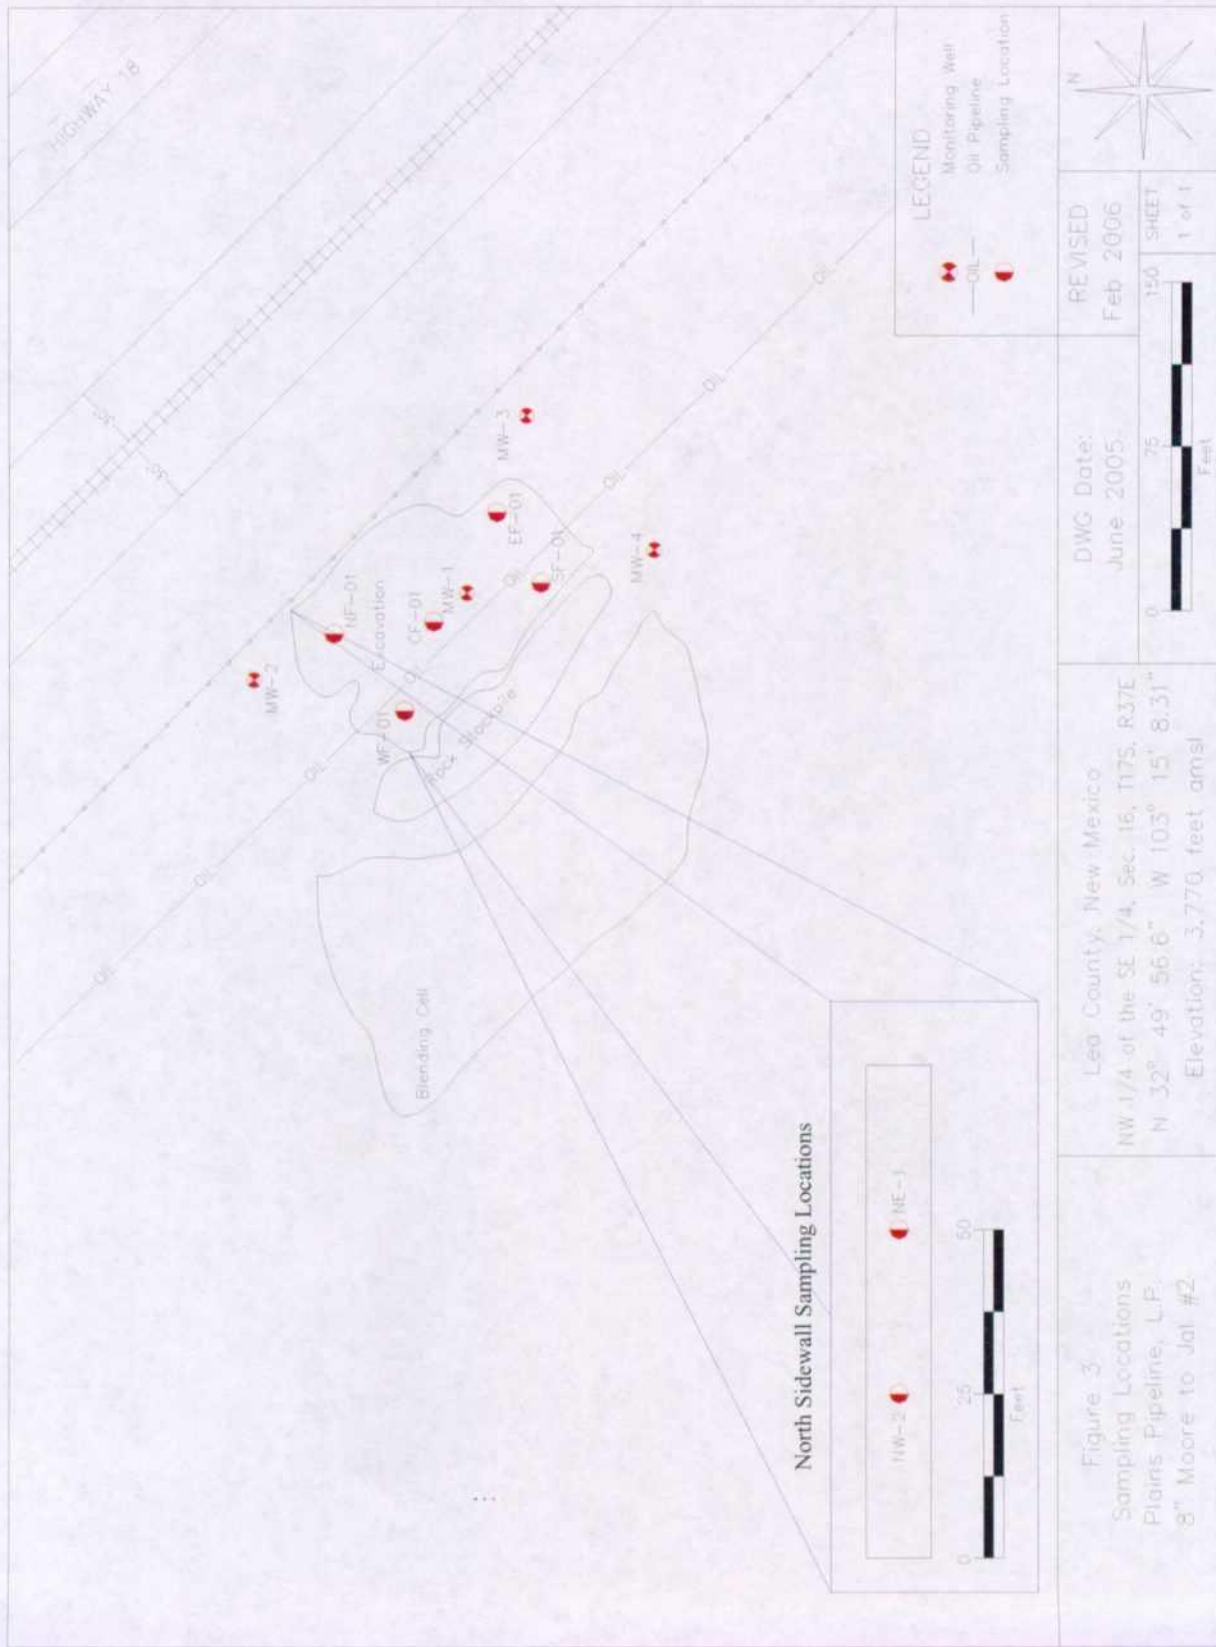 HIGHWAY 18
50'
50'
OIL
OIL
OIL
OIL
OIL
OIL
OIL
MW-2
NF-01
Excavation
WF-01
CF-01
MW-1
EF-01
MW-3
SF-01
MW-4
Rock Stockpile
Blending Cell
North Sidewall Sampling Locations
NW-2
NE-1
0
25
50
Feet
LEGEND
Monitoring Well
—OIL—
Oil Pipeline
Sampling Location
Figure 3
Sampling Locations
Plains Pipeline, L.P.
8" Moore to Jal #2
Lea County, New Mexico
NW 1/4 of the SE 1/4, Sec. 16, T17S, R37E
N 32° 49' 56.6" W 103° 15' 8.31"
Elevation: 3,770 feet amsl
DWG Date:
June 2005
REVISED
Feb 2006
0
75
150
Feet
SHEET
1 of 1
N